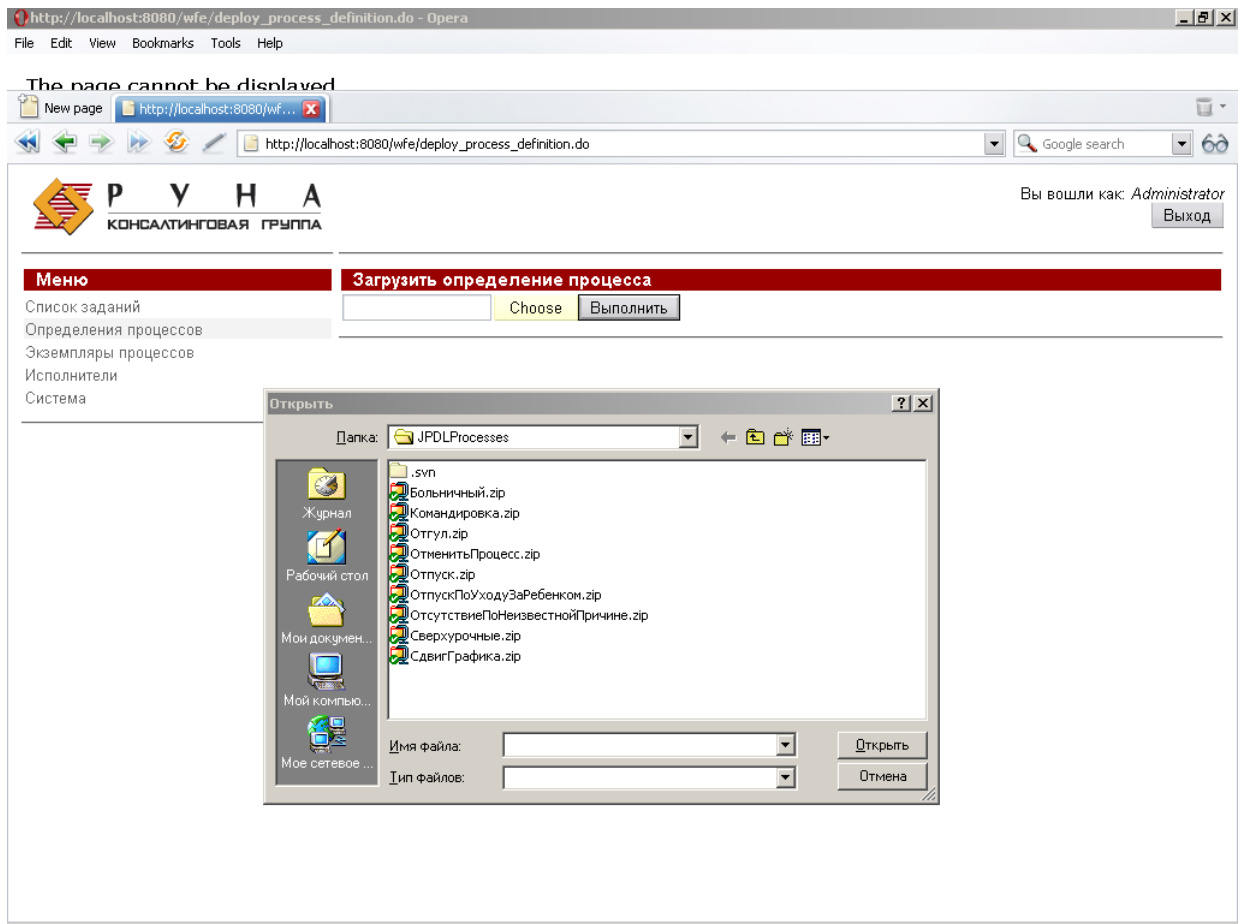 http://localhost:8080/wfe/deploy_process_definition.do - Opera
File Edit View Bookmarks Tools Help
The page cannot be displayed
New page http://localhost:8080/wf...
http://localhost:8080/wfe/deploy_process_definition.do Google search
РУНА
КОНСАЛТИНГОВАЯ ГРУППА
Вы вошли как: Administrator
Выход
Меню
Список заданий
Определения процессов
Экземпляры процессов
Исполнители
Система
Загрузить определение процесса
Choose Выполнить
Открыть
Папка: JPDLProcesses
Журнал
Рабочий стол
Мои докумен...
Мой компью...
Мое сетевое ...
.svn
Больничный.zip
Командировка.zip
Отгул.zip
ОтменитьПроцесс.zip
Отпуск.zip
ОтпускПоУходуЗаРебенком.zip
ОтсутствиеПоНеизвестнойПричине.zip
Сверхурочные.zip
СдвигГрафика.zip
Имя файла: Открыть
Тип файлов: Отмена